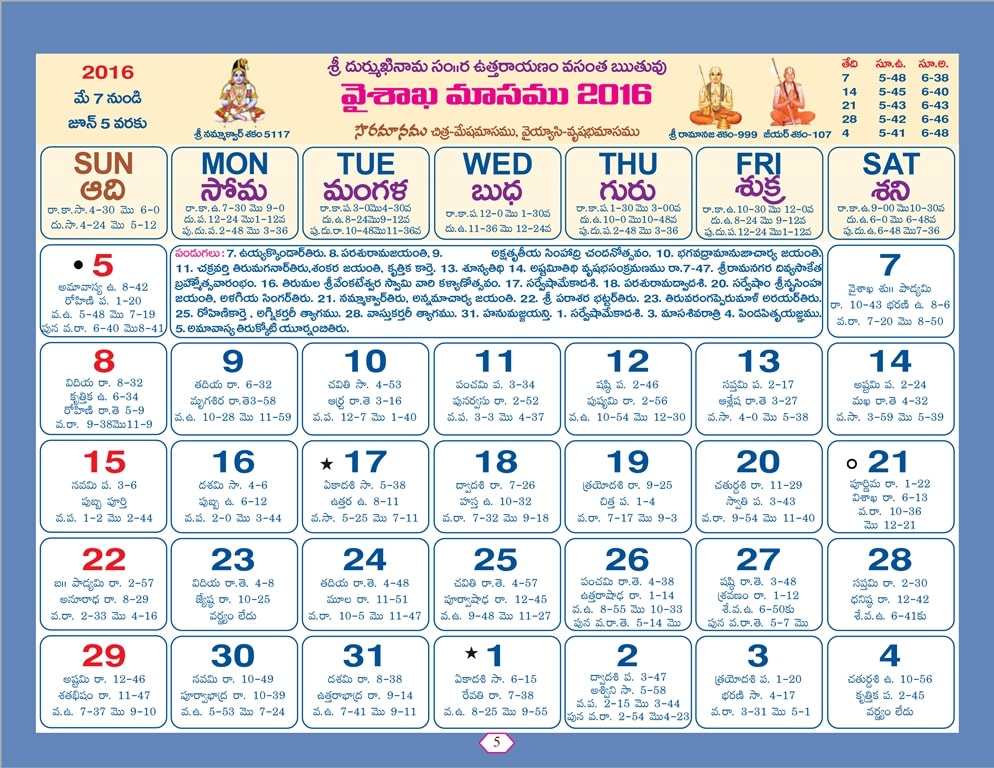 2016
మే 7 నుండి
జూన్ 5 వరకు
శ్రీ నమ్మాళ్వార్ శకం 5117
శ్రీ దుర్ముఖినామ సం॥ర ఉత్తరాయణం వసంత ఋతువు
వైశాఖ మాసము 2016
సౌరమానము చిత్ర-మేషమాసము, వైయ్యాసి-వృషభమాసము
శ్రీ రామానుజ శకం-999 జీయర్ శకం-107
తేది సూ.ఉ. సూ.అ.
7 5-48 6-38
14 5-45 6-40
21 5-43 6-43
28 5-42 6-46
4 5-41 6-48
SUN
ఆది
రా.కా.సా.4-30 మొ 6-0
దు.సా.4-24 మొ 5-12
MON
సోమ
రా.కా.ఉ.7-30 మొ 9-0
దు.ప.12-24 మొ1-12వ
పు.దు.ప.2-48 మొ 3-36
TUE
మంగళ
రా.కా.ప.3-0మొ4-30వ
దు.ఉ.8-24మొ9-12వ
పు.దు.రా.10-48మొ11-36వ
WED
బుధ
రా.కా.ప.12-0 మొ 1-30వ
దు.ఉ.11-36 మొ 12-24వ
THU
గురు
రా.కా.ప.1-30 మొ 3-00వ
దు.ఉ.10-0 మొ10-48వ
పు.దు.ప.2-48 మొ 3-36
FRI
శుక్ర
రా.కా.ఉ.10-30 మొ 12-0వ
దు.ఉ.8-24 మొ 9-12వ
పు.దు.ప.12-24 మొ 1-12వ
SAT
శని
రా.కా.ఉ.9-00 మొ10-30వ
దు.ఉ.6-0 మొ 6-48వ
పు.దు.ఉ.6-48 మొ7-36
● 5
అమావాస్య ఉ. 8-42
రోహిణి ప. 1-20
వ.ఉ. 5-48 మొ 7-19
పున వ.రా. 6-40 మొ8-41
పండుగలు: 7. ఉయ్యక్కొండార్‌తిరు. 8. పరశురామజయంతి, 9. అక్షతృతీయ సింహాద్రి చందనోత్సవం. 10. భగవద్రామానుజాచార్య జయంతి,
11. చక్రవర్తి తిరుమగనార్‌తిరు,శంకర జయంతి, కృత్తిక కార్తె. 13. శూన్యతిథి 14. అష్టమితిథి వృషభసంక్రమణము రా.7-47. శ్రీరామనగర దివ్యసాకేత
బ్రహ్మోత్సవారంభం. 16. తిరుమల శ్రీవేంకటేశ్వర స్వామి వారి కళ్యాణోత్సవం. 17. సర్వేషామేకాదశి. 18. పరశురామద్వాదశి. 20. సర్వేషాం శ్రీనృసింహ
జయంతి, అళగియ సింగర్‌తిరు. 21. నమ్మాళ్వార్‌తిరు, అన్నమాచార్య జయంతి. 22. శ్రీ పరాశర భట్టర్‌తిరు. 23. తిరువరంగప్పెరుమాళ్ అరయర్‌తిరు.
25. రోహిణికార్తె, అగ్నికర్తరీ త్యాగము. 28. వాస్తుకర్తరీ త్యాగము. 31. హనుమజ్జయన్తి. 1. సర్వేషామేకాదశి. 3. మాసశివరాత్రి 4. పిండపితృయజ్ఞము.
5. అమావాస్య తిరుక్కోటి యూర్నంబితిరు.
7
వైశాఖ శు॥ పాడ్యమి
రా. 10-43 భరణి ఉ. 8-6
వ.రా. 7-20 మొ 8-50
8
విదియ రా. 8-32
కృత్తిక ఉ. 6-34
రోహిణి రా.తె 5-9
వ.రా. 9-38మొ11-9
9
తదియ రా. 6-32
మృగశిర రా.తె3-58
వ.ఉ. 10-28 మొ 11-59
10
చవితి సా. 4-53
ఆర్ద్ర రా.తె 3-16
వ.ప. 12-7 మొ 1-40
11
పంచమి ప. 3-34
పునర్వసు రా. 2-52
వ.ప. 3-3 మొ 4-37
12
షష్ఠి ప. 2-46
పుష్యమి రా. 2-56
వ.ఉ. 10-54 మొ 12-30
13
సప్తమి ప. 2-17
ఆశ్లేష రా.తె 3-27
వ.సా. 4-0 మొ 5-38
14
అష్టమి ప. 2-24
మఖ రా.తె 4-32
వ.సా. 3-59 మొ 5-39
15
నవమి ప. 3-6
పుబ్బ పూర్తి
వ.ప. 1-2 మొ 2-44
16
దశమి సా. 4-6
పుబ్బ ఉ. 6-12
వ.ప. 2-0 మొ 3-44
★ 17
ఏకాదశి సా. 5-38
ఉత్తర ఉ. 8-11
వ.సా. 5-25 మొ 7-11
18
ద్వాదశి రా. 7-26
హస్త ఉ. 10-32
వ.రా. 7-32 మొ 9-18
19
త్రయోదశి రా. 9-25
చిత్త ప. 1-4
వ.రా. 7-17 మొ 9-3
20
చతుర్దశి రా. 11-29
స్వాతి ప. 3-43
వ.రా. 9-54 మొ 11-40
○ 21
పూర్ణిమ రా. 1-22
విశాఖ రా. 6-13
వ.రా. 10-36
మొ 12-21
22
బ॥ పాడ్యమి రా. 2-57
అనూరాధ రా. 8-29
వ.రా. 2-33 మొ 4-16
23
విదియ రా.తె. 4-8
జ్యేష్ఠ రా. 10-25
వర్జ్యం లేదు
24
తదియ రా.తె. 4-48
మూల రా. 11-51
వ.రా. 10-5 మొ 11-47
25
చవితి రా.తె. 4-57
పూర్వాషాఢ రా. 12-45
వ.ఉ. 9-48 మొ 11-27
26
పంచమి రా.తె. 4-38
ఉత్తరాషాఢ రా. 1-14
వ.ఉ. 8-55 మొ 10-33
పున వ.రా.తె. 5-14 మొ
27
షష్ఠి రా.తె. 3-48
శ్రవణం రా. 1-12
శే.వ.ఉ. 6-50కు
పున వ.రా.తె. 5-7 మొ
28
సప్తమి రా. 2-30
ధనిష్ఠ రా. 12-42
శే.వ.ఉ. 6-41కు
29
అష్టమి రా. 12-46
శతభిషం రా. 11-47
వ.ఉ. 7-37 మొ 9-10
30
నవమి రా. 10-49
పూర్వాభాద్ర రా. 10-39
వ.ఉ. 5-53 మొ 7-24
31
దశమి రా. 8-38
ఉత్తరాభాద్ర రా. 9-14
వ.ఉ. 7-41 మొ 9-11
★ 1
ఏకాదశి సా. 6-15
రేవతి రా. 7-38
వ.ఉ. 8-25 మొ 9-55
2
ద్వాదశి ప. 3-47
అశ్విని సా. 5-58
వ.ప. 2-15 మొ 3-44
పున వ.రా. 2-54 మొ4-23
3
త్రయోదశి ప. 1-20
భరణి సా. 4-17
వ.రా. 3-31 మొ 5-1
4
చతుర్దశి ఉ. 10-56
కృత్తిక ప. 2-45
వర్జ్యం లేదు
5